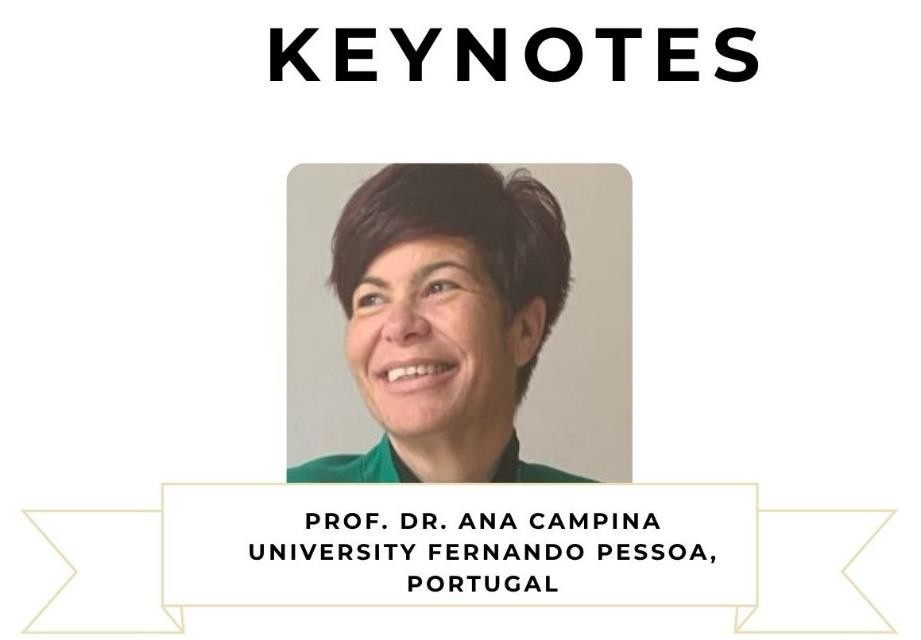 KEYNOTES
PROF. DR. ANA CAMPINA
UNIVERSITY FERNANDO PESSOA,
PORTUGAL